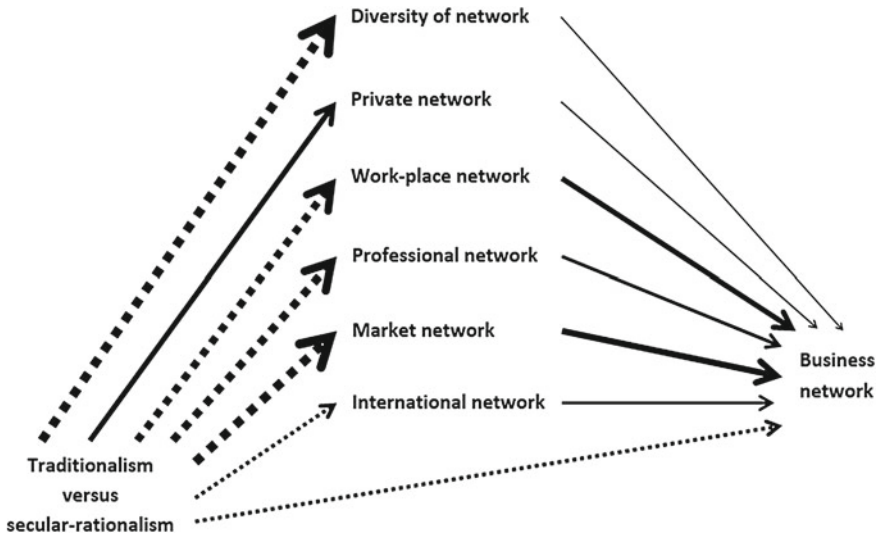 Diversity of network
Private network
Work-place network
Professional network
Market network
International network
Business
network
Traditionalism
versus
secular-rationalism